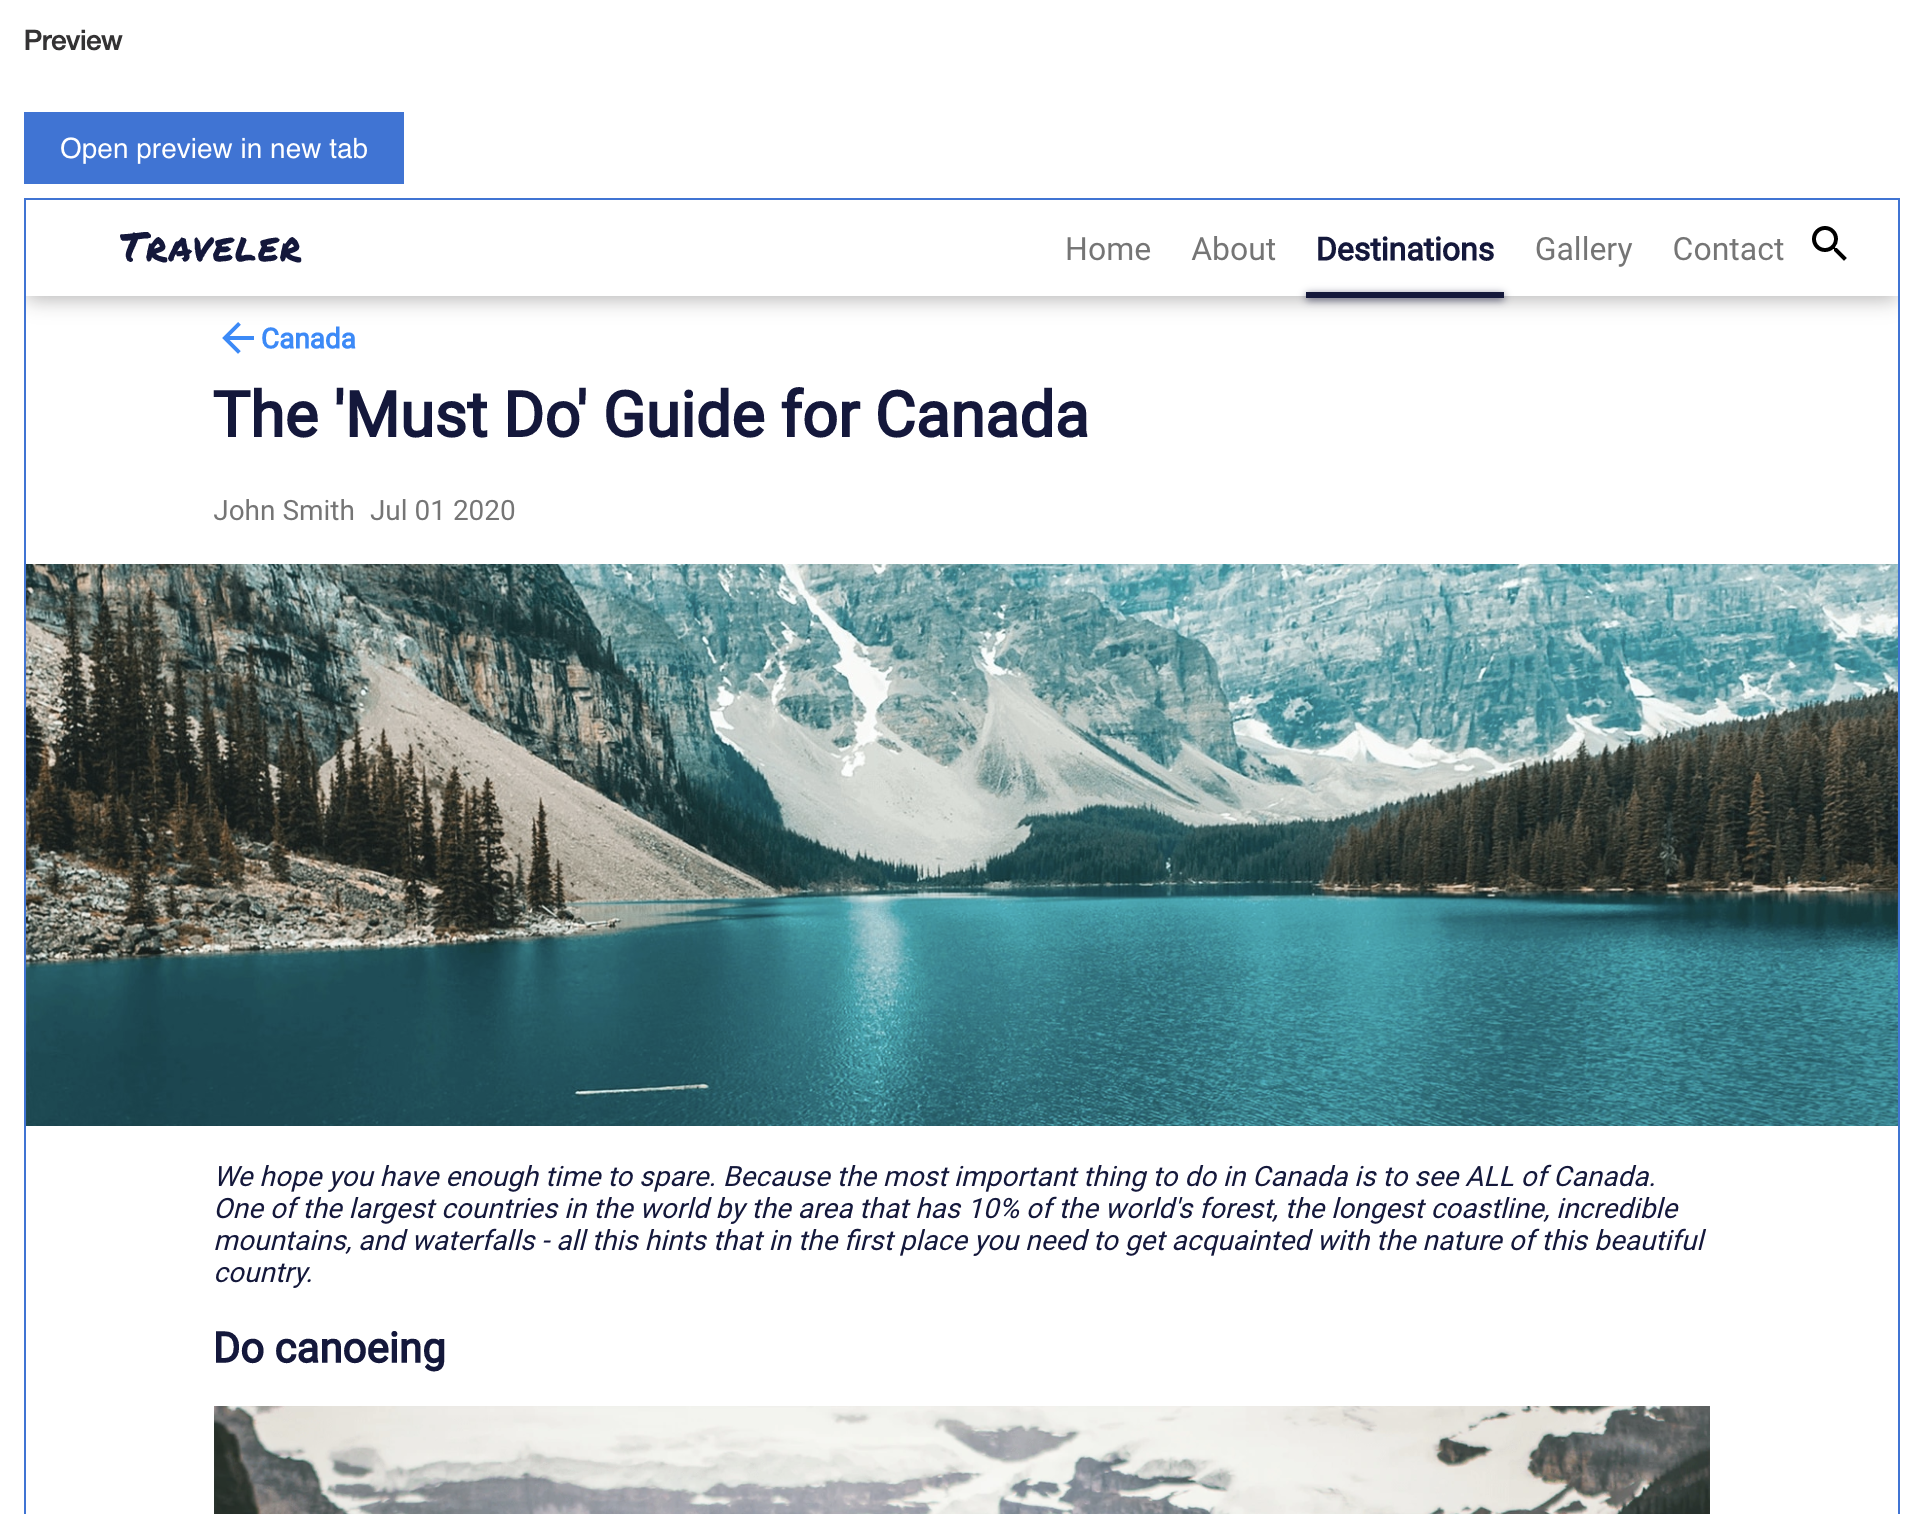 Preview
Open preview in new tab
Traveler
Home About Destinations Gallery Contact
Canada
The 'Must Do' Guide for Canada
John Smith Jul 01 2020
We hope you have enough time to spare. Because the most important thing to do in Canada is to see ALL of Canada.
One of the largest countries in the world by the area that has 10% of the world's forest, the longest coastline, incredible
mountains, and waterfalls - all this hints that in the first place you need to get acquainted with the nature of this beautiful
country.
Do canoeing